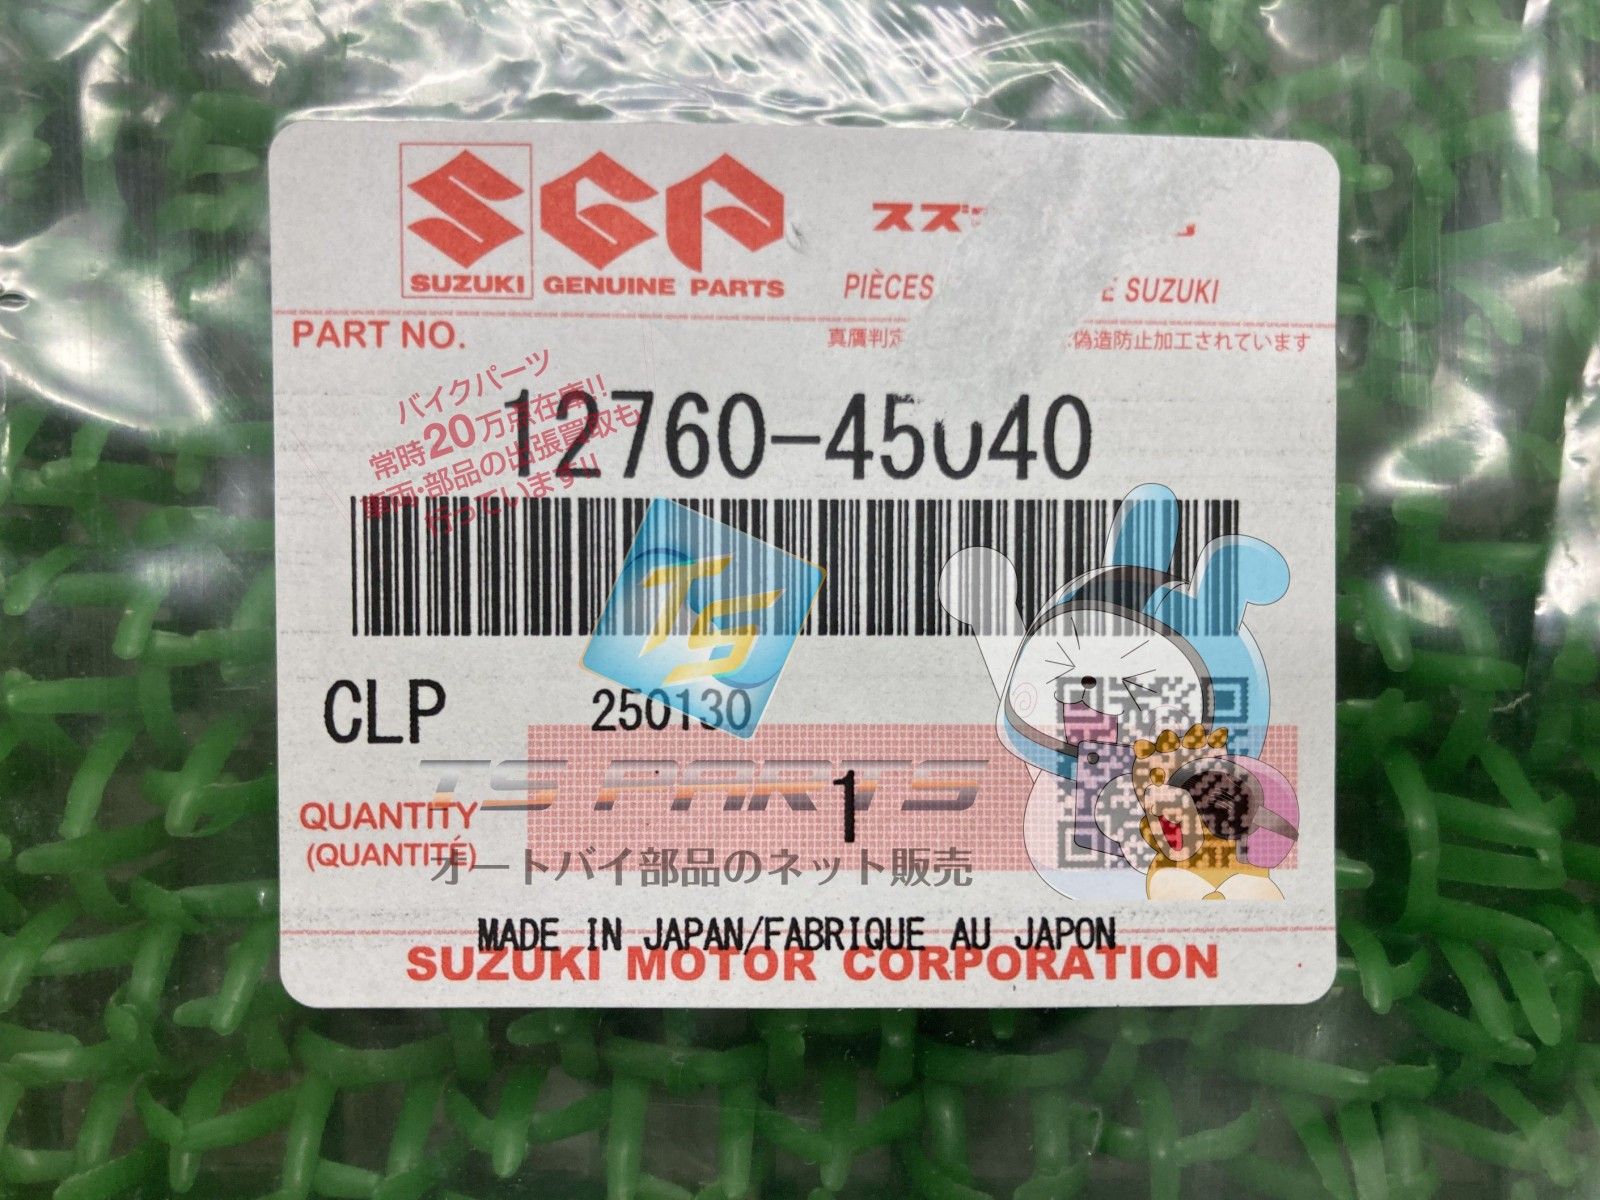 SUZUKI
GENUINE PARTS
スズ
PIÈCES SUZUKI
PART NO.
真贋判定 偽造防止加工されています
12760-45040
バイクパーツ
常時20万点在庫!!
車両・部品の出張買取も
行っています!!
TS
CLP 250130
TS PARTS
QUANTITY 1
(QUANTITÉ)
オートバイ部品のネット販売
MADE IN JAPAN/FABRIQUE AU JAPON
SUZUKI MOTOR CORPORATION